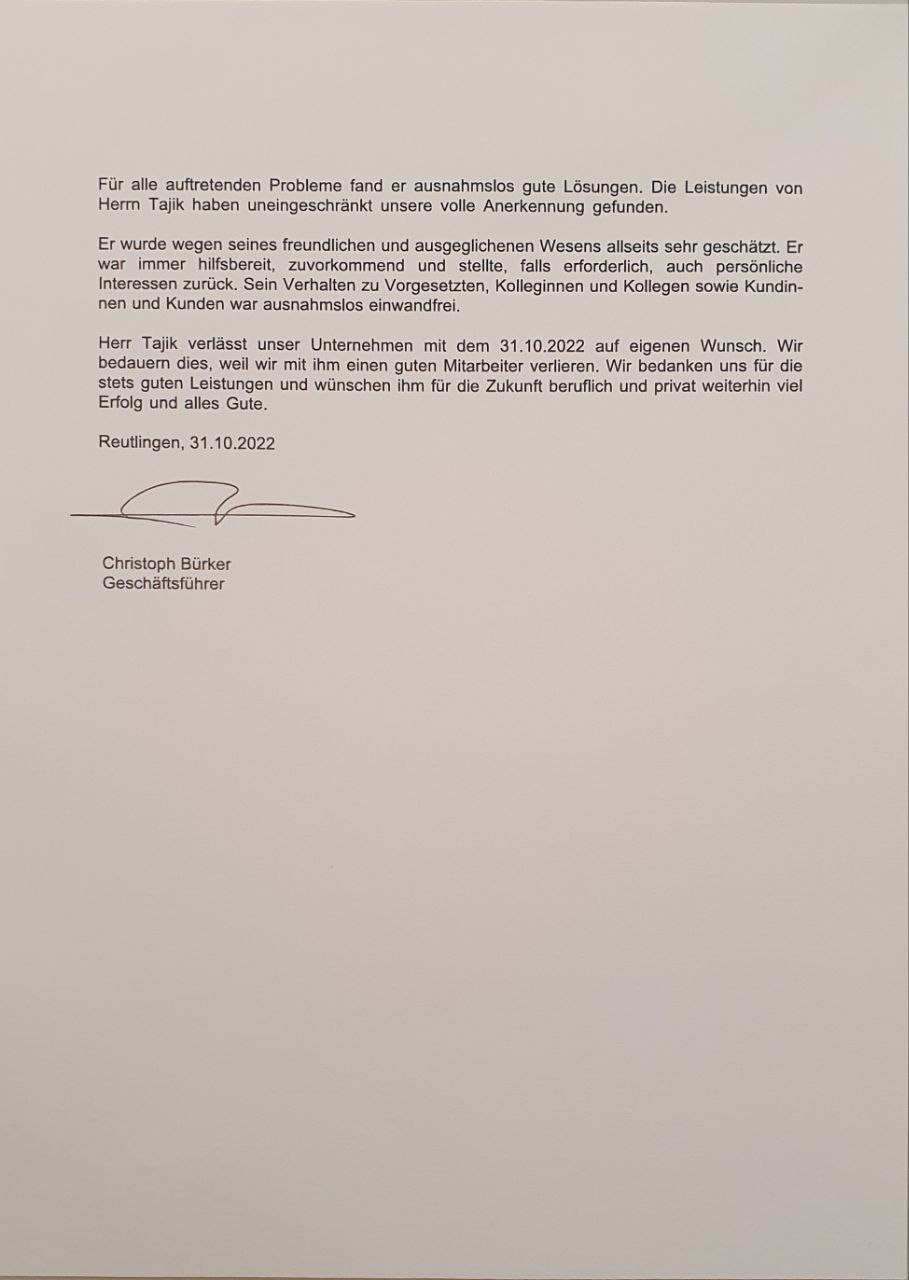 Für alle auftretenden Probleme fand er ausnahmslos gute Lösungen. Die Leistungen von
Herrn Tajik haben uneingeschränkt unsere volle Anerkennung gefunden.
Er wurde wegen seines freundlichen und ausgeglichenen Wesens allseits sehr geschätzt. Er
war immer hilfsbereit, zuvorkommend und stellte, falls erforderlich, auch persönliche
Interessen zurück. Sein Verhalten zu Vorgesetzten, Kolleginnen und Kollegen sowie Kundin-
nen und Kunden war ausnahmslos einwandfrei.
Herr Tajik verlässt unser Unternehmen mit dem 31.10.2022 auf eigenen Wunsch. Wir
bedauern dies, weil wir mit ihm einen guten Mitarbeiter verlieren. Wir bedanken uns für die
stets guten Leistungen und wünschen ihm für die Zukunft beruflich und privat weiterhin viel
Erfolg und alles Gute.
Reutlingen, 31.10.2022
Christoph Bürker
Geschäftsführer